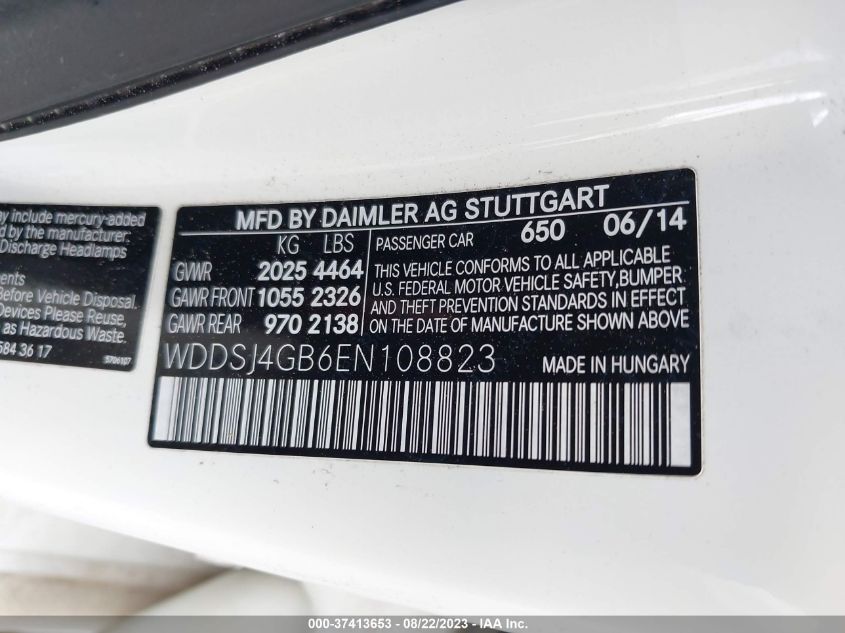 ay include mercury-added
d by the manufacturer.
Discharge Headlamps
ments
Before Vehicle Disposal.
Devices Please Reuse,
as Hazardous Waste.
584 36 17
5706107
MFD BY DAIMLER AG STUTTGART
KG LBS
GVWR 2025 4464
GAWR FRONT 1055 2326
GAWR REAR 970 2138
PASSENGER CAR 650 06/14
THIS VEHICLE CONFORMS TO ALL APPLICABLE
U.S. FEDERAL MOTOR VEHICLE SAFETY,BUMPER
AND THEFT PREVENTION STANDARDS IN EFFECT
ON THE DATE OF MANUFACTURE SHOWN ABOVE
WDDSJ4GB6EN108823
MADE IN HUNGARY
000-37413653 - 08/22/2023 - IAA Inc.